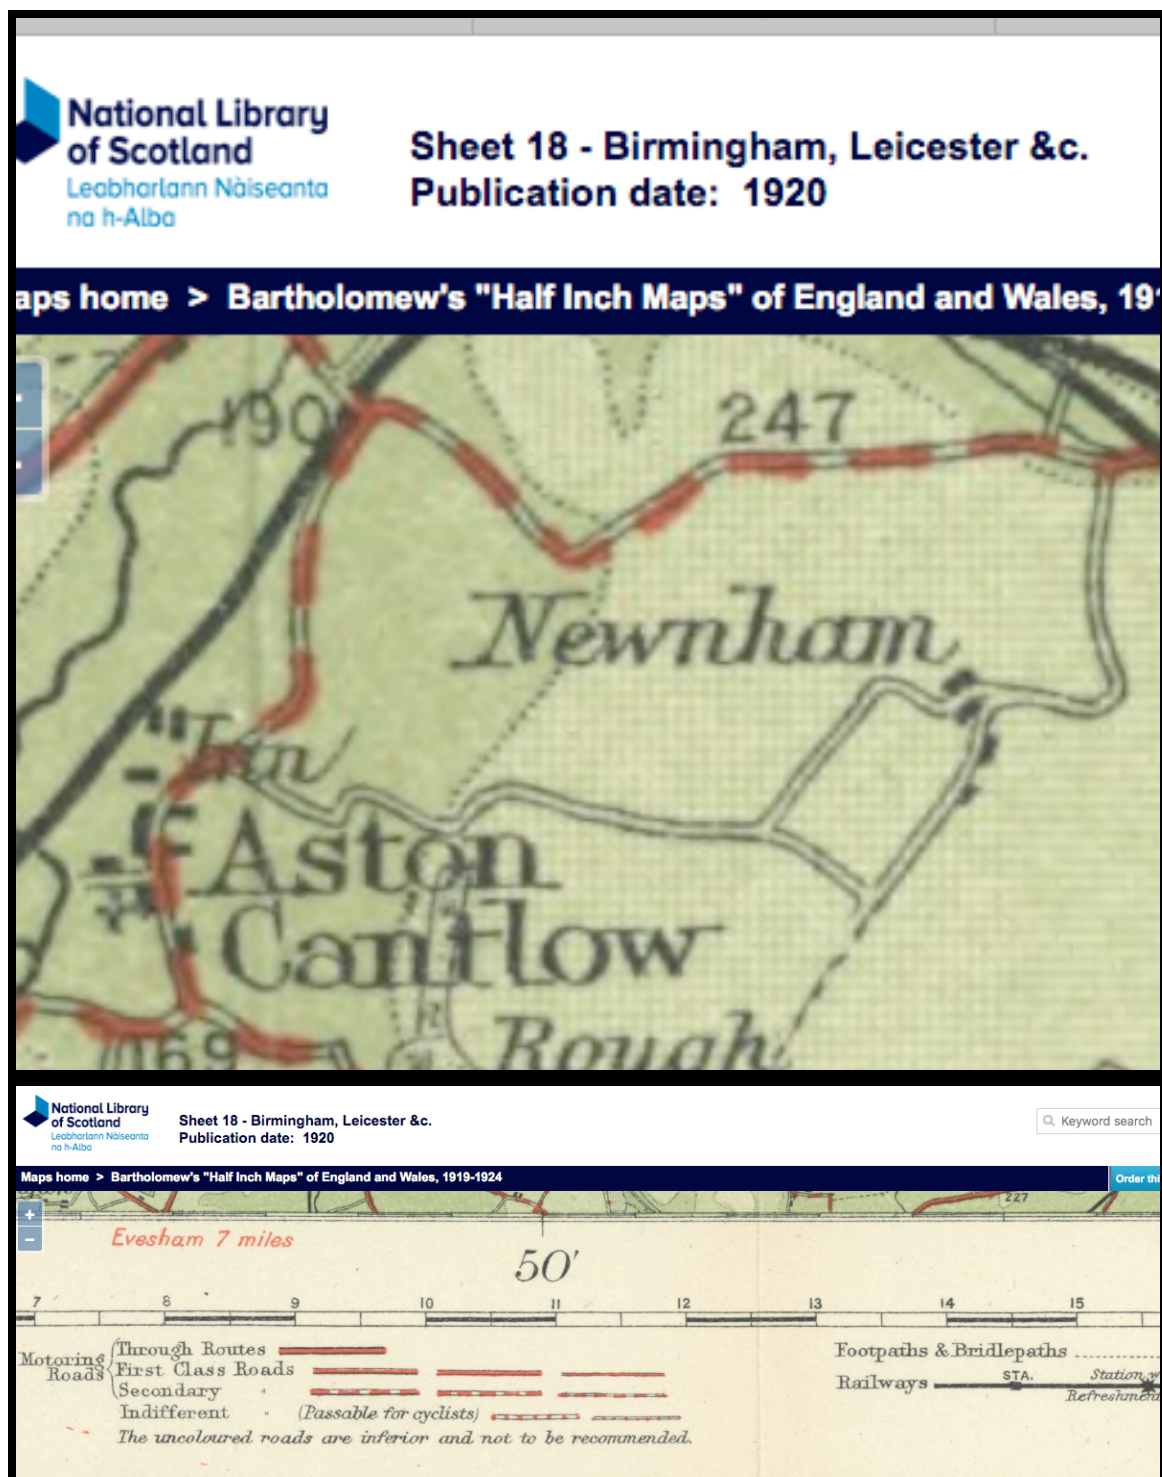 National Library
of Scotland
Leabharlann Nàiseanta
na h-Alba
Sheet 18 - Birmingham, Leicester &c.
Publication date: 1920
aps home > Bartholomew's "Half Inch Maps" of England and Wales, 19
190
247
Newnham
Inn
Aston
Cantlow
Rough
169
National Library
of Scotland
Leabharlann Nàiseanta
na h-Alba
Sheet 18 - Birmingham, Leicester &c.
Publication date: 1920
Keyword search
Maps home > Bartholomew's "Half Inch Maps" of England and Wales, 1919-1924
Order thi
+
227
−
Evesham 7 miles
50'
7 8 9 10 11 12 13 14 15
Motoring Roads
Through Routes
First Class Roads
Secondary "
Indifferent " (Passable for cyclists)
The uncoloured roads are inferior and not to be recommended.
Footpaths & Bridlepaths
Railways
STA.
Station w
Refreshment